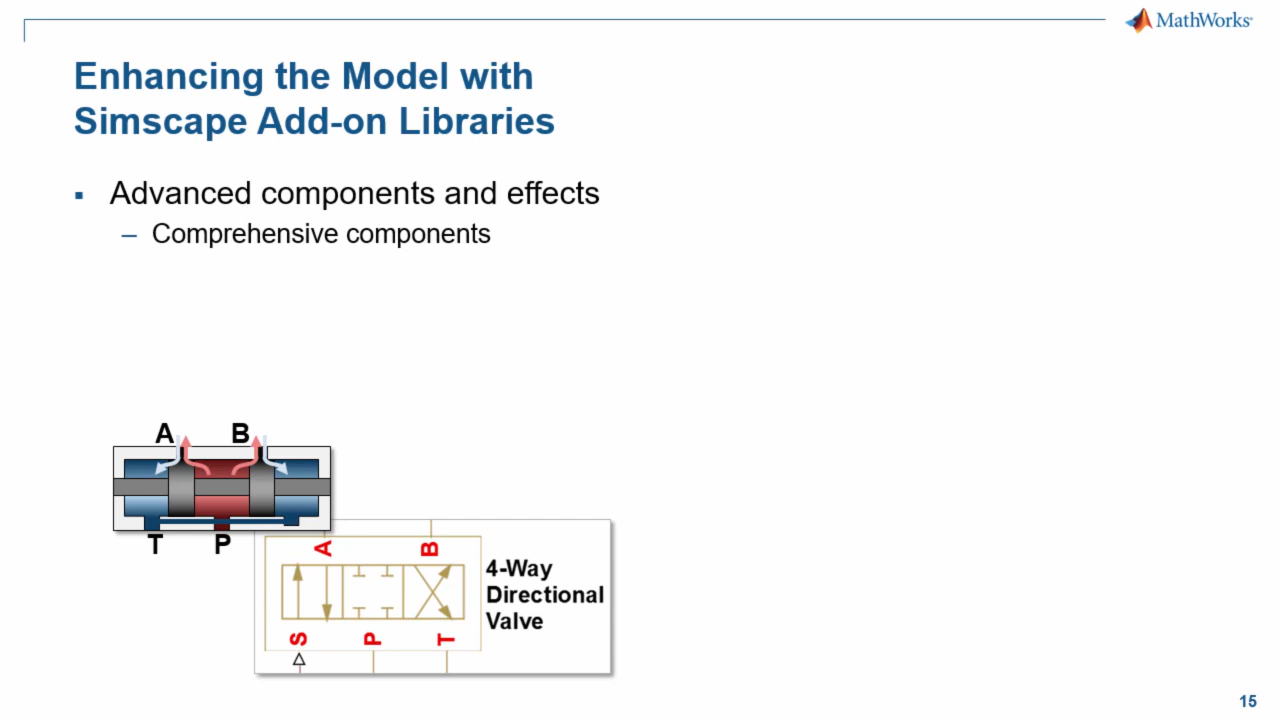 MathWorks
Enhancing the Model with
Simscape Add-on Libraries
Advanced components and effects
– Comprehensive components
A B
T P
A B
4-Way
Directional
Valve
S P T
15